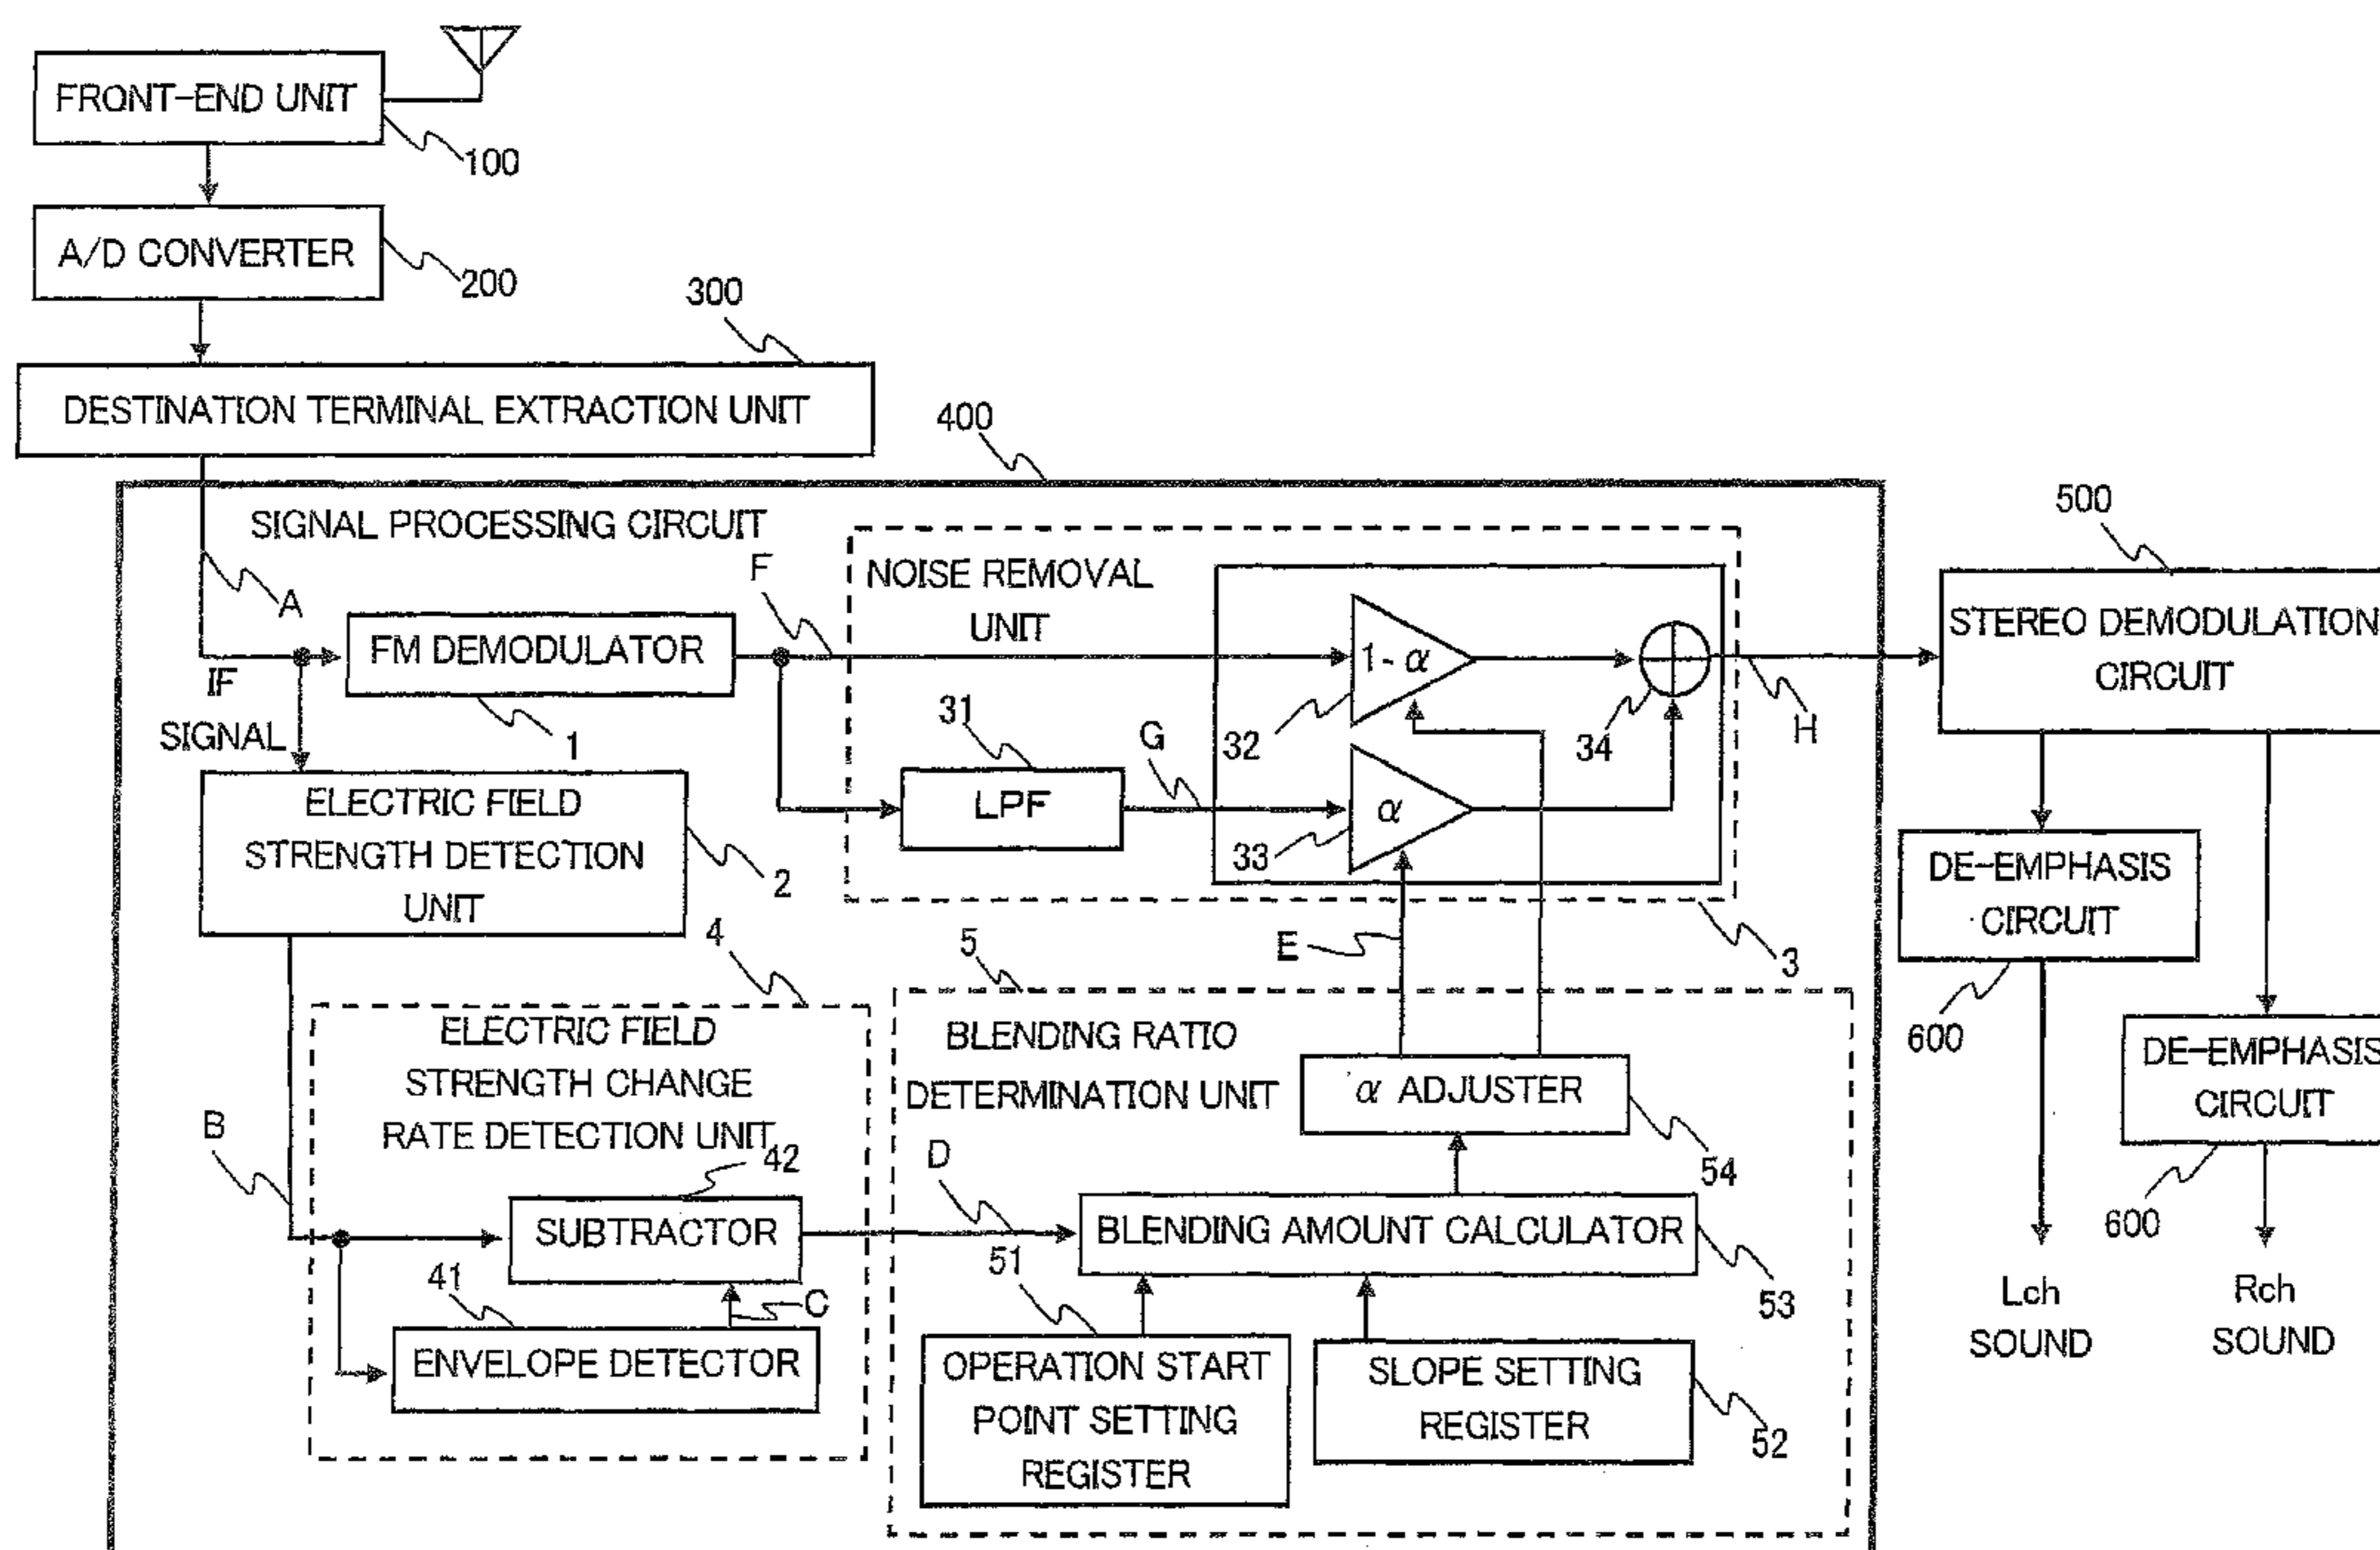 FRONT-END UNIT
100
A/D CONVERTER
200
300
DESTINATION TERMINAL EXTRACTION UNIT
400
SIGNAL PROCESSING CIRCUIT
A
IF
SIGNAL
FM DEMODULATOR
1
F
NOISE REMOVAL
UNIT
1-α
32
31
LPF
G
α
33
34
H
3
500
STEREO DEMODULATION
CIRCUIT
ELECTRIC FIELD
STRENGTH DETECTION
UNIT
2
DE-EMPHASIS
CIRCUIT
600
DE-EMPHASIS
CIRCUIT
600
Lch
SOUND
Rch
SOUND
4
ELECTRIC FIELD
STRENGTH CHANGE
RATE DETECTION UNIT
B
42
SUBTRACTOR
41
C
ENVELOPE DETECTOR
5
E
BLENDING RATIO
DETERMINATION UNIT
α ADJUSTER
54
D
BLENDING AMOUNT CALCULATOR
53
51
OPERATION START
POINT SETTING
REGISTER
SLOPE SETTING
REGISTER
52